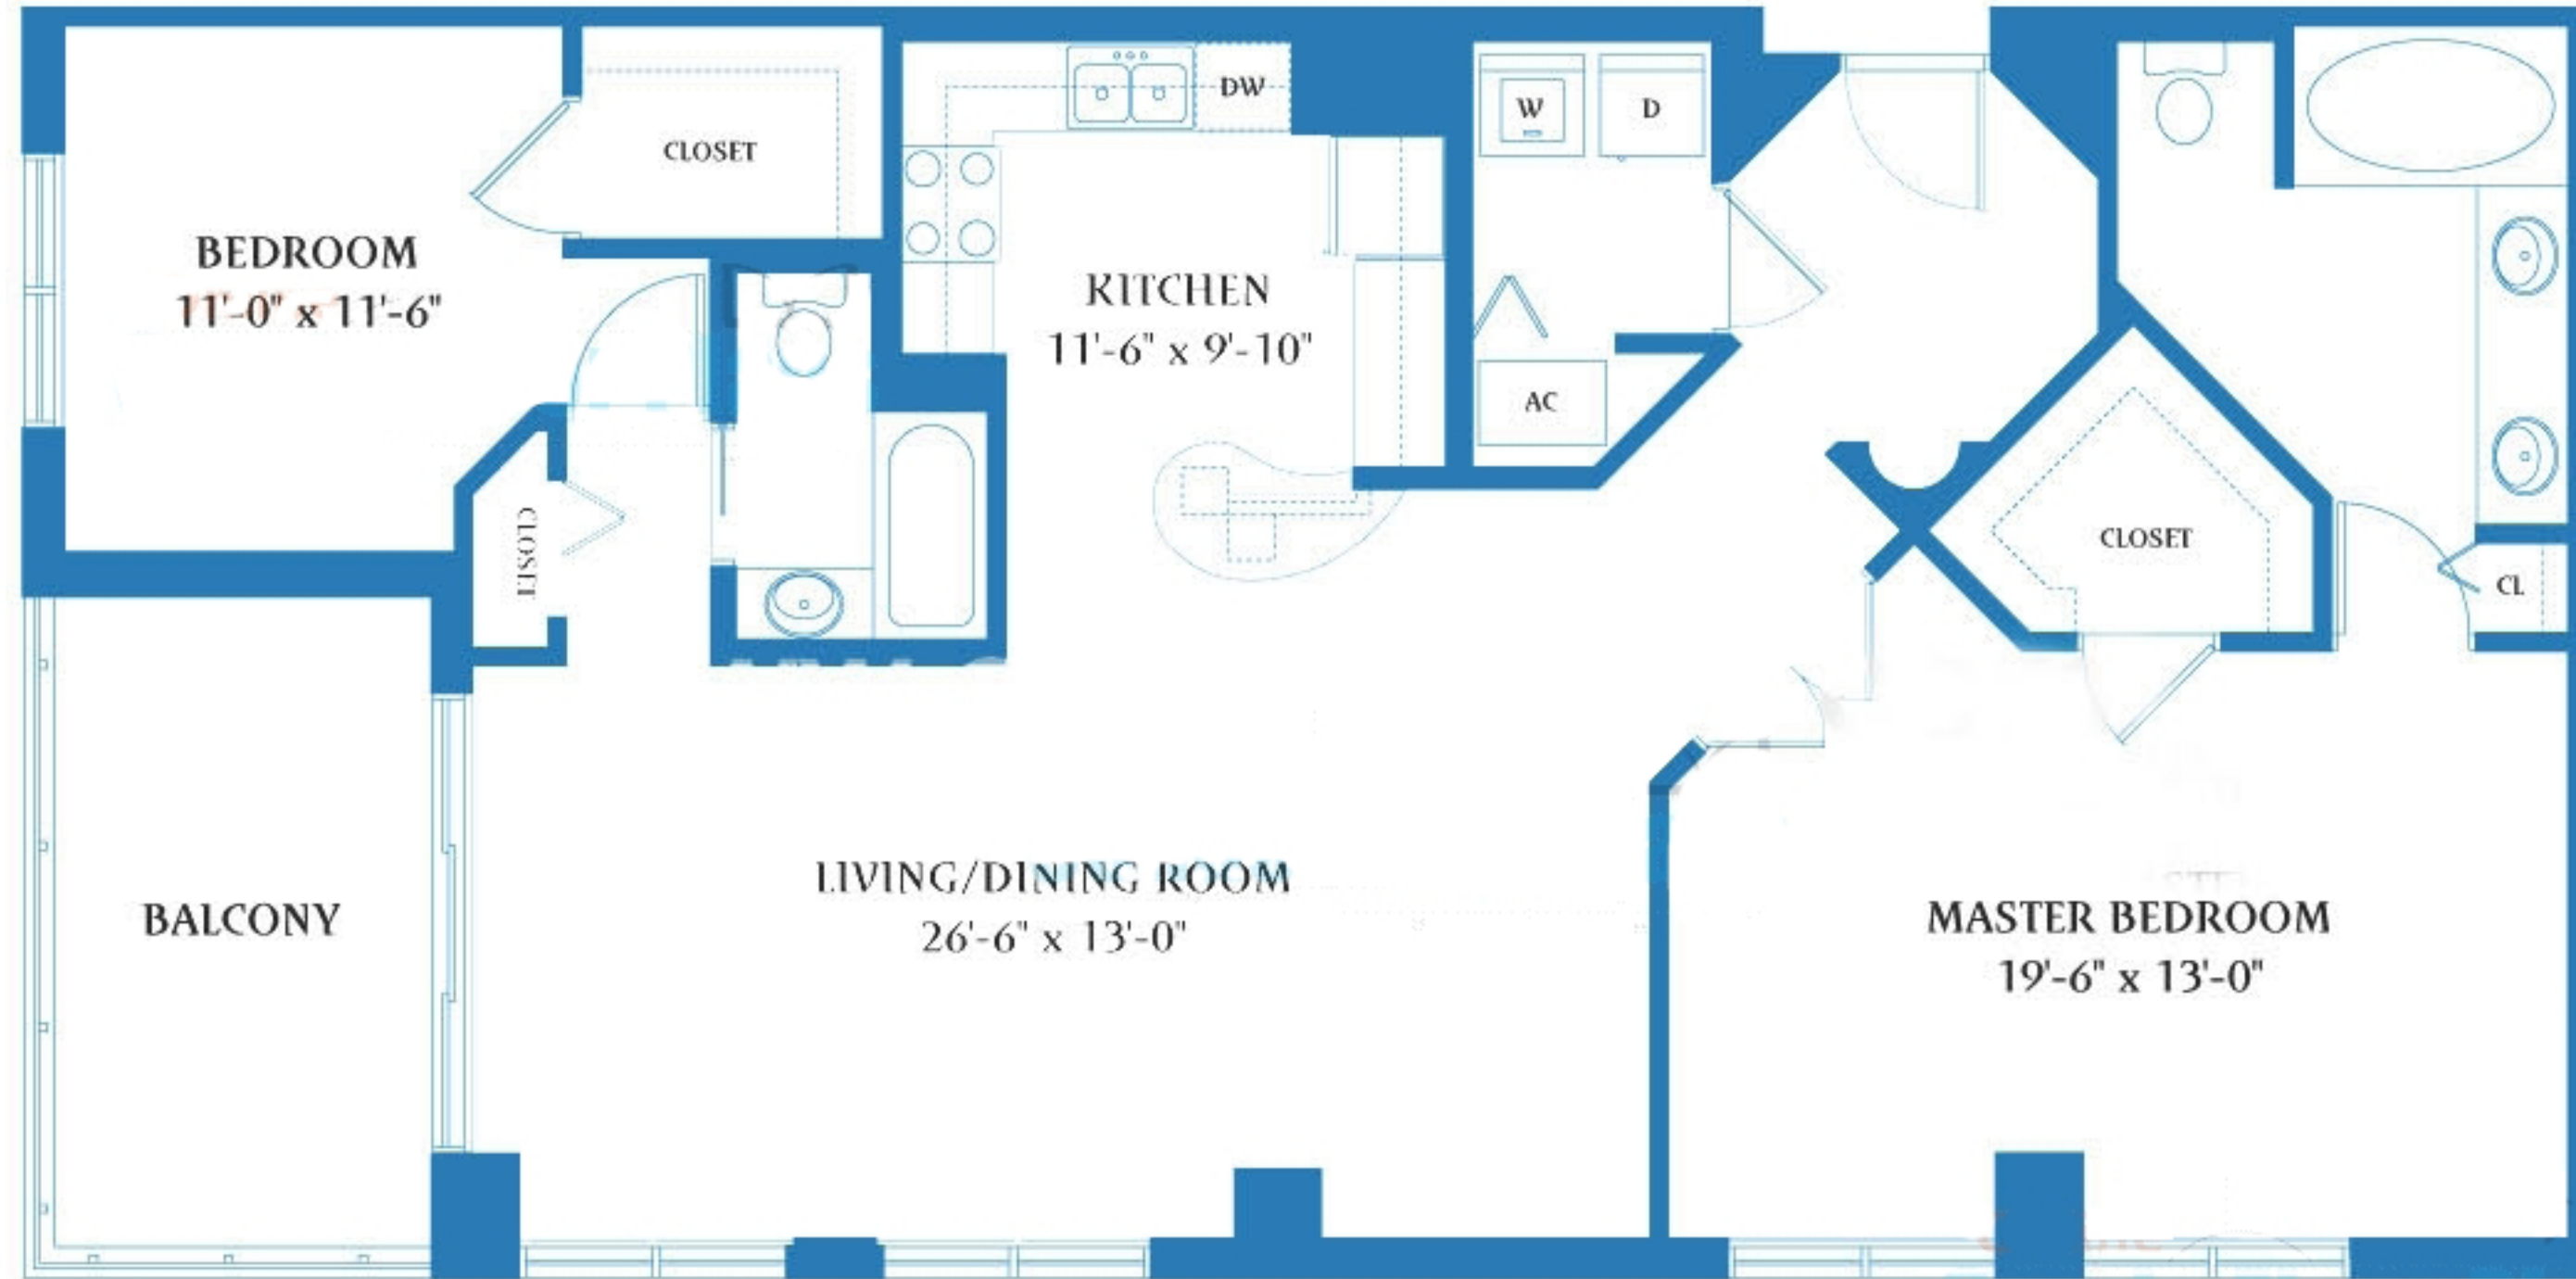 BEDROOM
11'-0" x 11'-6"
CLOSET
DW
KITCHEN
11'-6" x 9'-10"
W
D
AC
CLOSET
CLOSET
CL
BALCONY
LIVING/DINING ROOM
26'-6" x 13'-0"
MASTER BEDROOM
19'-6" x 13'-0"